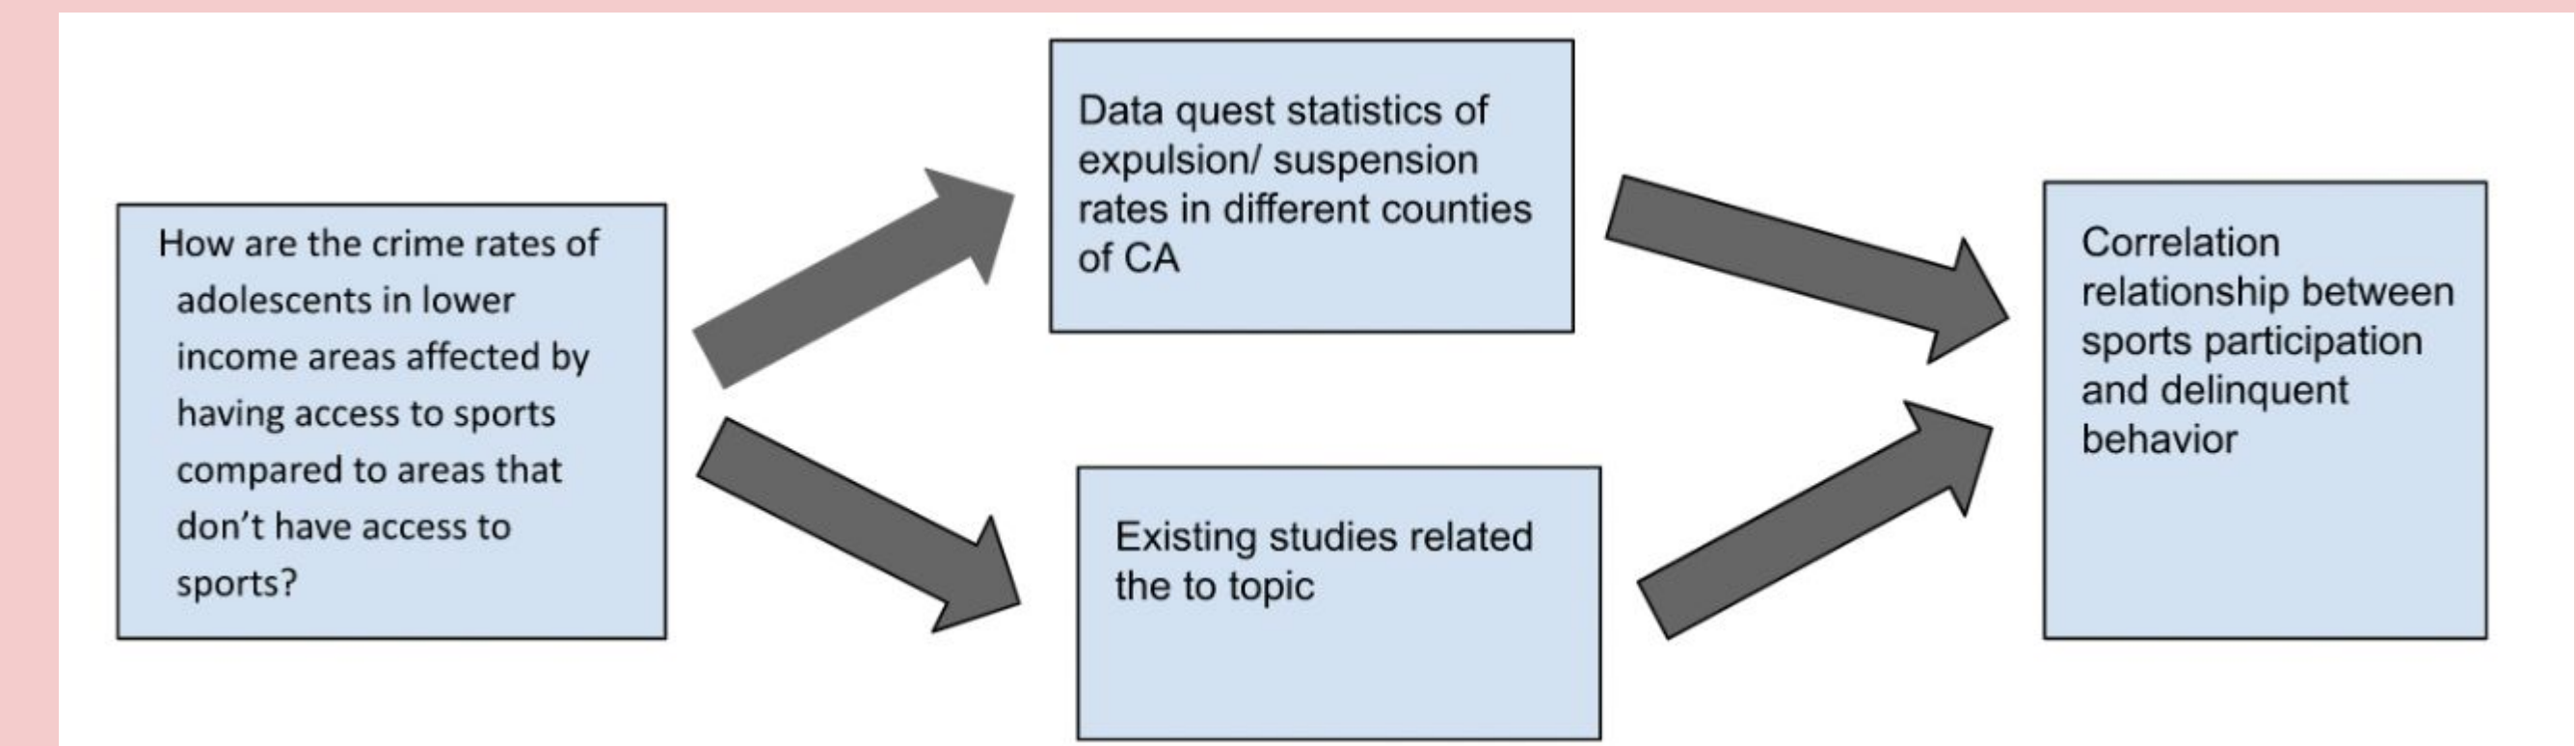 How are the crime rates of
adolescents in lower
income areas affected by
having access to sports
compared to areas that
don’t have access to
sports?
Data quest statistics of
expulsion/ suspension
rates in different counties
of CA
Existing studies related
the to topic
Correlation
relationship between
sports participation
and delinquent
behavior